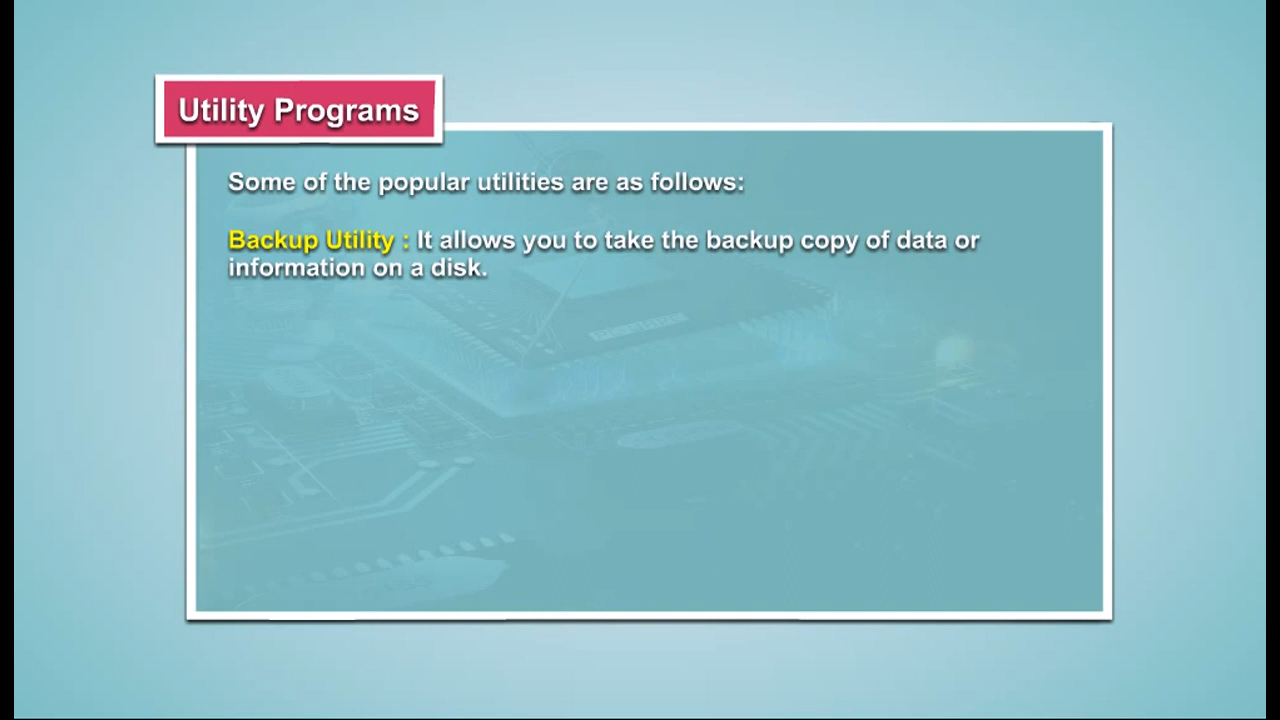 Utility Programs
Some of the popular utilities are as follows:
Backup Utility : It allows you to take the backup copy of data or
information on a disk.